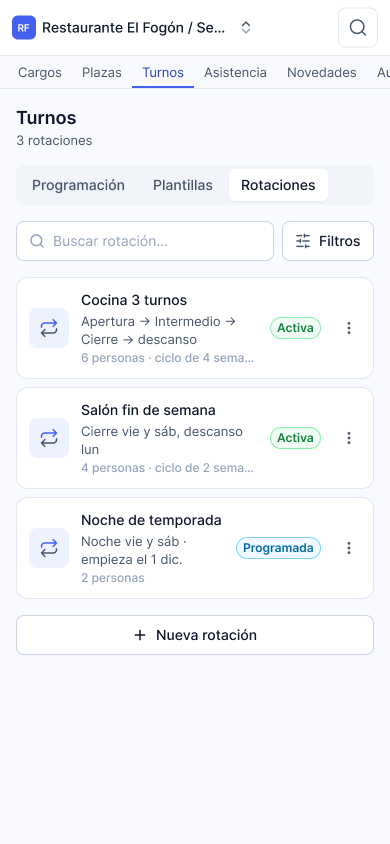 RF Restaurante El Fogón / Se...
Cargos Plazas Turnos Asistencia Novedades Au
Turnos
3 rotaciones
Programación Plantillas Rotaciones
Buscar rotación... Filtros
Cocina 3 turnos
Apertura → Intermedio →
Cierre → descanso
6 personas · ciclo de 4 sema...
Activa
Salón fin de semana
Cierre vie y sáb, descanso
lun
4 personas · ciclo de 2 sema...
Activa
Noche de temporada
Noche vie y sáb ·
empieza el 1 dic.
2 personas
Programada
+ Nueva rotación